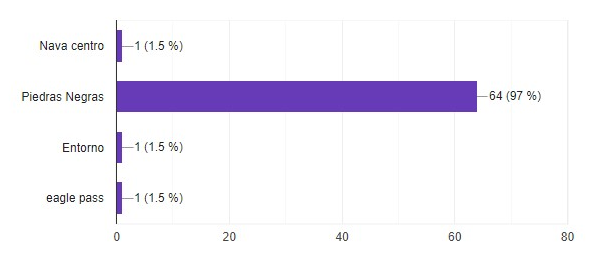 Nava centro 1 (1.5 %)
Piedras Negras 64 (97 %)
Entorno 1 (1.5 %)
eagle pass 1 (1.5 %)
0 20 40 60 80